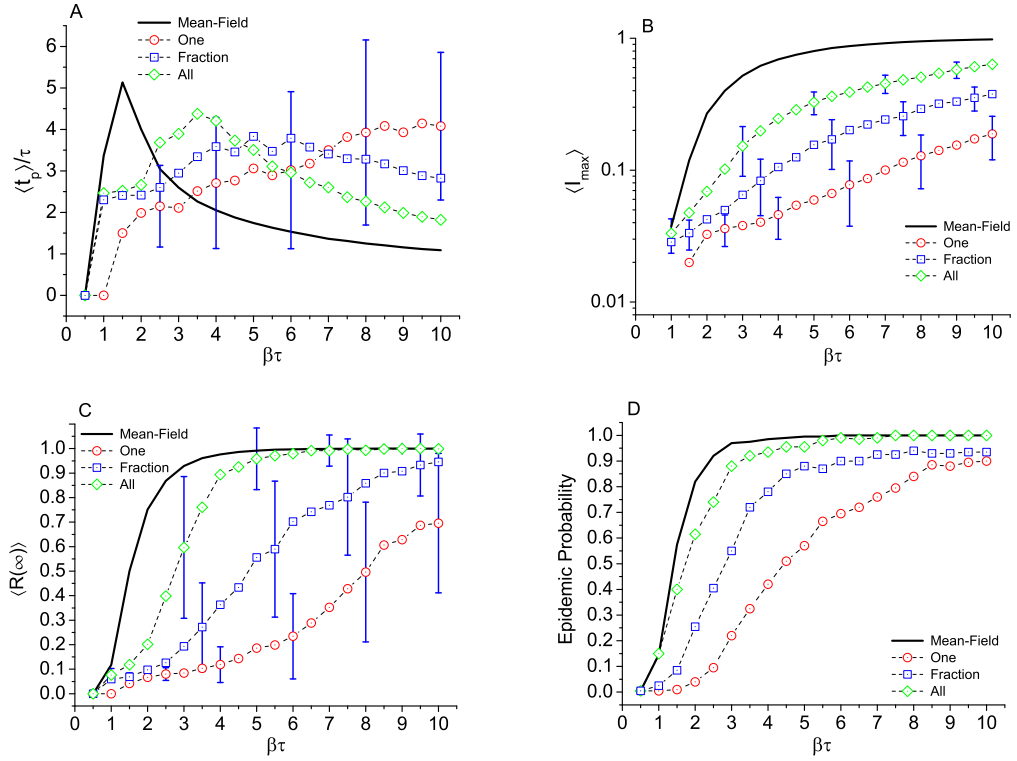 A
Mean-Field
One
Fraction
All
⟨t_p⟩/τ
6
5
4
3
2
1
0
0 1 2 3 4 5 6 7 8 9 10
βτ
B
⟨I_max⟩
1
0.1
0.01
Mean-Field
One
Fraction
All
0 1 2 3 4 5 6 7 8 9 10
βτ
C
Mean-Field
One
Fraction
All
⟨R(∞)⟩
1.0
0.9
0.8
0.7
0.6
0.5
0.4
0.3
0.2
0.1
0.0
0 1 2 3 4 5 6 7 8 9 10
βτ
D
Epidemic Probability
1.0
0.9
0.8
0.7
0.6
0.5
0.4
0.3
0.2
0.1
0.0
Mean-Field
One
Fraction
All
0 1 2 3 4 5 6 7 8 9 10
βτ